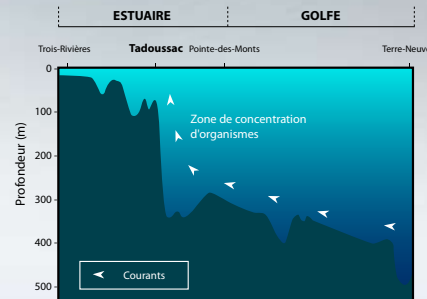 ESTUAIRE
GOLFE
Trois-Rivières
Tadoussac
Pointe-des-Monts
Terre-Neuve
Profondeur (m)
0
100
200
300
400
500
Zone de concentration
d'organismes
Courants